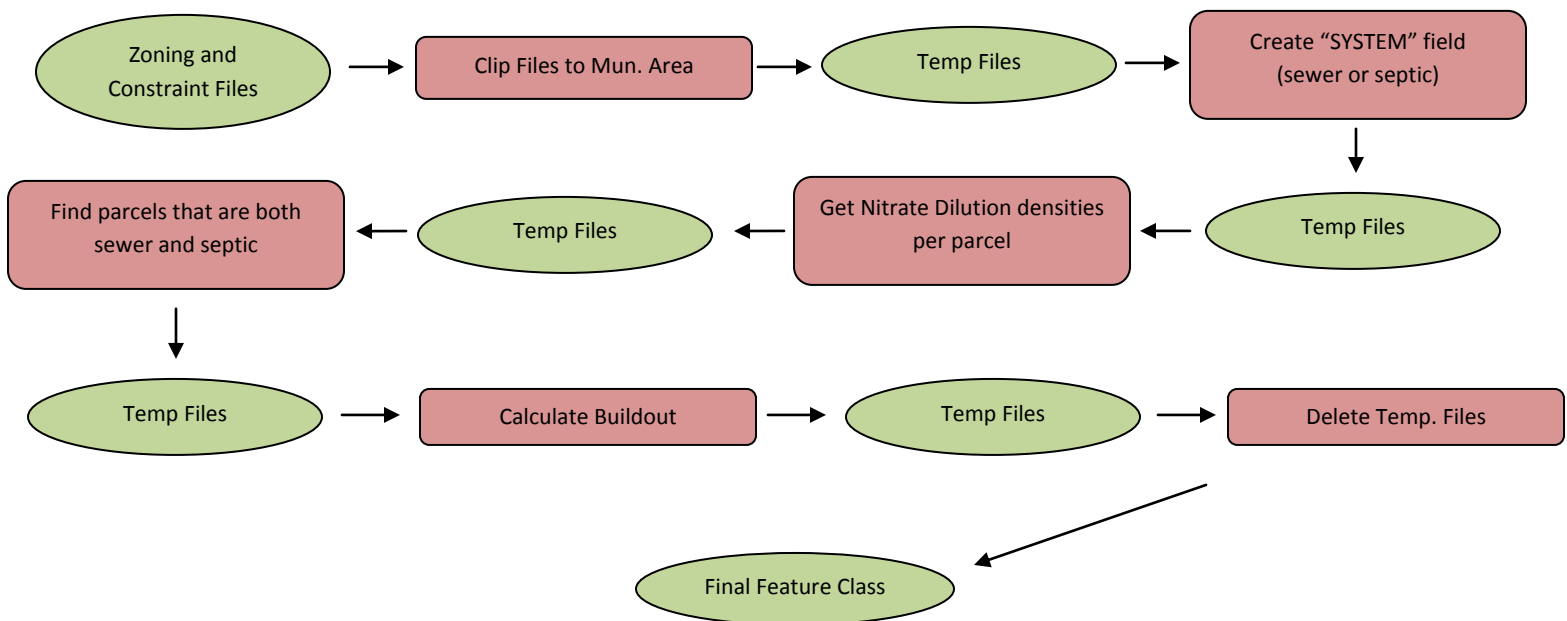 Zoning and
Constraint Files
Clip Files to Mun. Area
Temp Files
Create “SYSTEM” field
(sewer or septic)
Temp Files
Get Nitrate Dilution densities
per parcel
Temp Files
Find parcels that are both
sewer and septic
Temp Files
Calculate Buildout
Temp Files
Delete Temp. Files
Final Feature Class